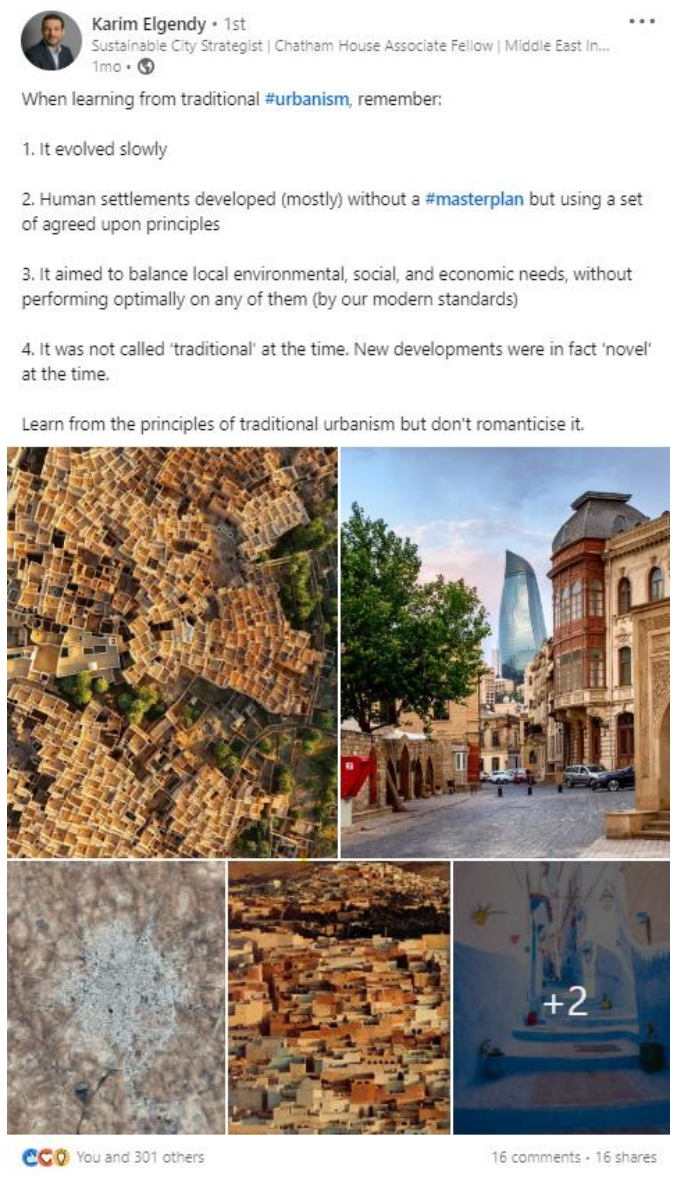 Karim Elgendy • 1st
Sustainable City Strategist | Chatham House Associate Fellow | Middle East In...
1mo •
When learning from traditional #urbanism, remember:
1. It evolved slowly
2. Human settlements developed (mostly) without a #masterplan but using a set
of agreed upon principles
3. It aimed to balance local environmental, social, and economic needs, without
performing optimally on any of them (by our modern standards)
4. It was not called 'traditional' at the time. New developments were in fact 'novel'
at the time.
Learn from the principles of traditional urbanism but don't romanticise it.
+2
You and 301 others
16 comments • 16 shares